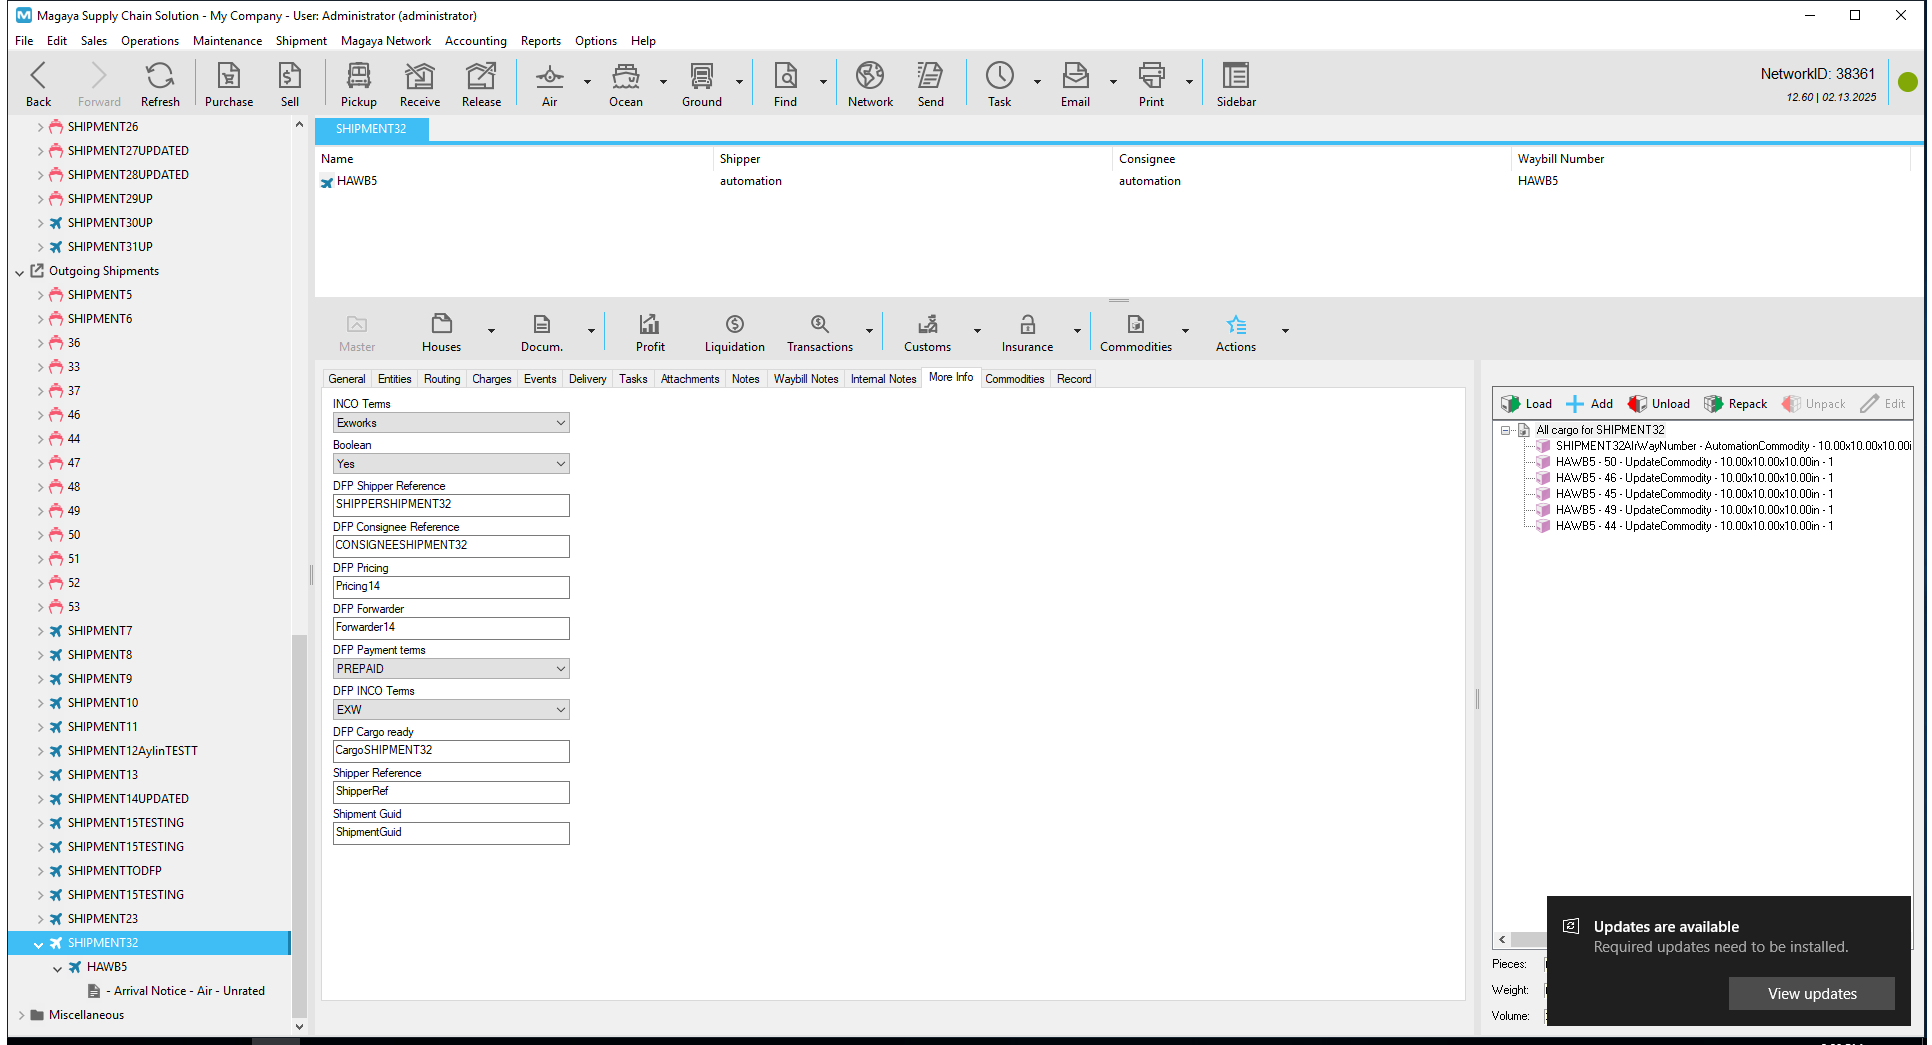 Magaya Supply Chain Solution - My Company - User: Administrator (administrator)
File Edit Sales Operations Maintenance Shipment Magaya Network Accounting Reports Options Help
Back Forward Refresh Purchase Sell Pickup Receive Release Air Ocean Ground Find Network Send Task Email Print Sidebar
NetworkID: 38361
12.60 | 02.13.2025
SHIPMENT26
SHIPMENT27UPDATED
SHIPMENT28UPDATED
SHIPMENT29UP
SHIPMENT30UP
SHIPMENT31UP
Outgoing Shipments
SHIPMENT5
SHIPMENT6
36
33
37
46
44
47
48
49
50
51
52
53
SHIPMENT7
SHIPMENT8
SHIPMENT9
SHIPMENT10
SHIPMENT11
SHIPMENT12AylinTESTT
SHIPMENT13
SHIPMENT14UPDATED
SHIPMENT15TESTING
SHIPMENT15TESTING
SHIPMENTTODFP
SHIPMENT15TESTING
SHIPMENT23
SHIPMENT32
HAWB5
- Arrival Notice - Air - Unrated
Miscellaneous
SHIPMENT32
Name Shipper Consignee Waybill Number
HAWB5 automation automation HAWB5
Master Houses Docum. Profit Liquidation Transactions Customs Insurance Commodities Actions
General Entities Routing Charges Events Delivery Tasks Attachments Notes Waybill Notes Internal Notes More Info Commodities Record
INCO Terms
Exworks
Boolean
Yes
DFP Shipper Reference
SHIPPERSHIPMENT32
DFP Consignee Reference
CONSIGNEESHIPMENT32
DFP Pricing
Pricing14
DFP Forwarder
Forwarder14
DFP Payment terms
PREPAID
DFP INCO Terms
EXW
DFP Cargo ready
CargoSHIPMENT32
Shipper Reference
ShipperRef
Shipment Guid
ShipmentGuid
Load Add Unload Repack Unpack Edit
All cargo for SHIPMENT32
SHIPMENT32AIrWayNumber - AutomationCommodity - 10.00x10.00x10.00i
HAWB5 - 50 - UpdateCommodity - 10.00x10.00x10.00in - 1
HAWB5 - 46 - UpdateCommodity - 10.00x10.00x10.00in - 1
HAWB5 - 45 - UpdateCommodity - 10.00x10.00x10.00in - 1
HAWB5 - 49 - UpdateCommodity - 10.00x10.00x10.00in - 1
HAWB5 - 44 - UpdateCommodity - 10.00x10.00x10.00in - 1
Pieces:
Weight:
Volume:
Updates are available
Required updates need to be installed.
View updates